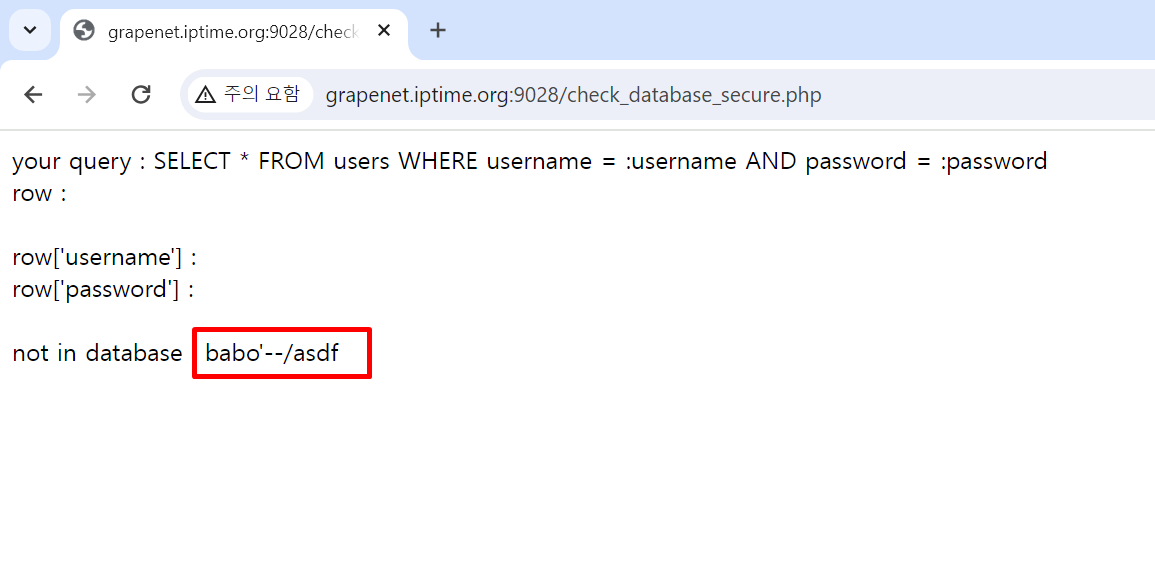 grapenet.iptime.org:9028/chec
주의 요함 grapenet.iptime.org:9028/check_database_secure.php
your query : SELECT * FROM users WHERE username = :username AND password = :password
row :
row['username'] :
row['password'] :
not in database babo'--/asdf